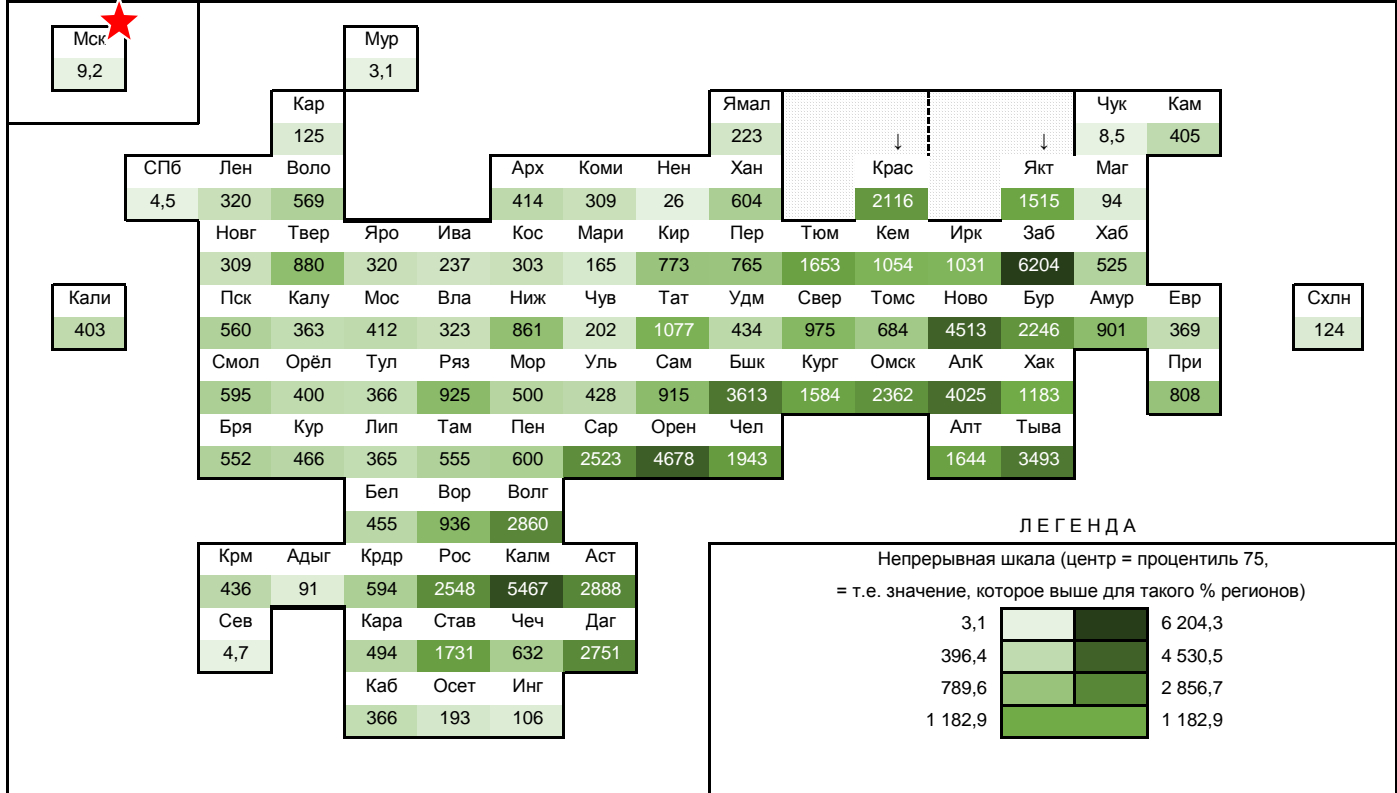 Мск Мур
9,2 3,1
Кар Ямал Чук Кам
125 223 ↓ ↓ 8,5 405
СПб Лен Воло Арх Коми Нен Хан Крас Якт Маг
4,5 320 569 414 309 26 604 2116 1515 94
Новг Твер Яро Ива Кос Мари Кир Пер Тюм Кем Ирк Заб Хаб
309 880 320 237 303 165 773 765 1653 1054 1031 6204 525
Кали Пск Калу Мос Вла Ниж Чув Тат Удм Свер Томс Ново Бур Амур Евр Схлн
403 560 363 412 323 861 202 1077 434 975 684 4513 2246 901 369 124
Смол Орёл Тул Ряз Мор Уль Сам Бшк Кург Омск АлК Хак При
595 400 366 925 500 428 915 3613 1584 2362 4025 1183 808
Бря Кур Лип Там Пен Сар Орен Чел Алт Тыва
552 466 365 555 600 2523 4678 1943 1644 3493
Бел Вор Волг
455 936 2860
ЛЕГЕНДА
Крм Адыг Крдр Рос Калм Аст
436 91 594 2548 5467 2888
Сев Кара Став Чеч Даг
4,7 494 1731 632 2751
Каб Осет Инг
366 193 106
Непрерывная шкала (центр = процентиль 75,
= т.е. значение, которое выше для такого % регионов)
3,1 6 204,3
396,4 4 530,5
789,6 2 856,7
1 182,9 1 182,9